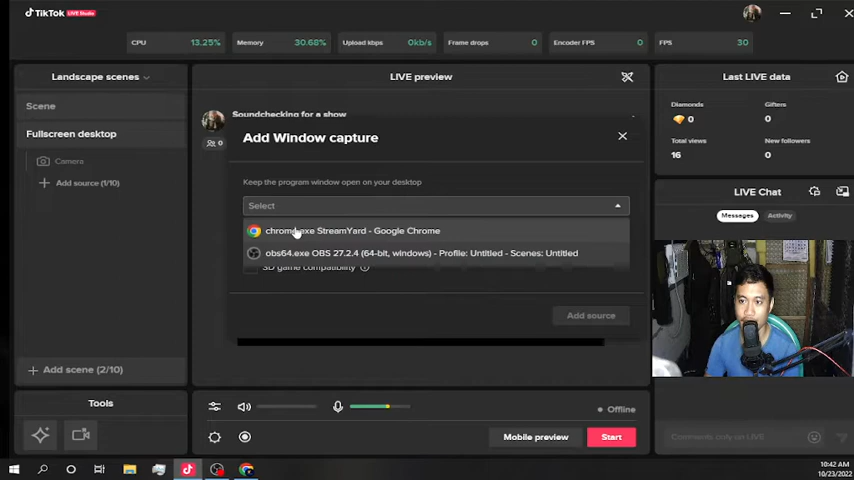 TikTok LIVE Studio
CPU 13.25%
Memory 30.68%
Upload kbps 0kb/s
Frame drops 0
Encoder FPS 0
FPS 30
Landscape scenes
Scene
Fullscreen desktop
Camera
Add source (1/10)
Add scene (2/10)
Tools
LIVE preview
Soundchecking for a show
0
Add Window capture
Keep the program window open on your desktop
Select
chrome.exe StreamYard - Google Chrome
obs64.exe OBS 27.2.4 (64-bit, windows) - Profile: Untitled - Scenes: Untitled
3D game compatibility
Add source
Offline
Mobile preview
Start
Last LIVE data
Diamonds
0
Gifters
0
Total views
16
New followers
0
LIVE Chat
Messages
Activity
Comments only on LIVE
10:42 AM
10/23/2022